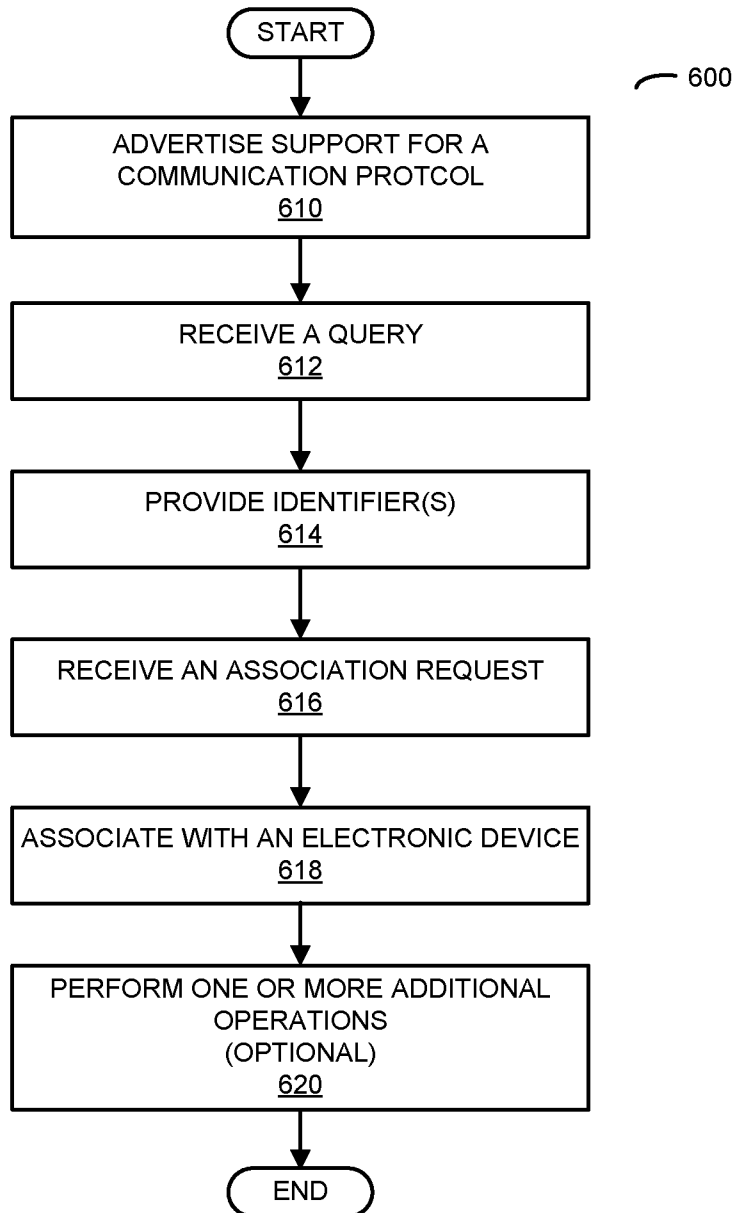 START
600
ADVERTISE SUPPORT FOR A
COMMUNICATION PROTCOL
610
RECEIVE A QUERY
612
PROVIDE IDENTIFIER(S)
614
RECEIVE AN ASSOCIATION REQUEST
616
ASSOCIATE WITH AN ELECTRONIC DEVICE
618
PERFORM ONE OR MORE ADDITIONAL
OPERATIONS
(OPTIONAL)
620
END